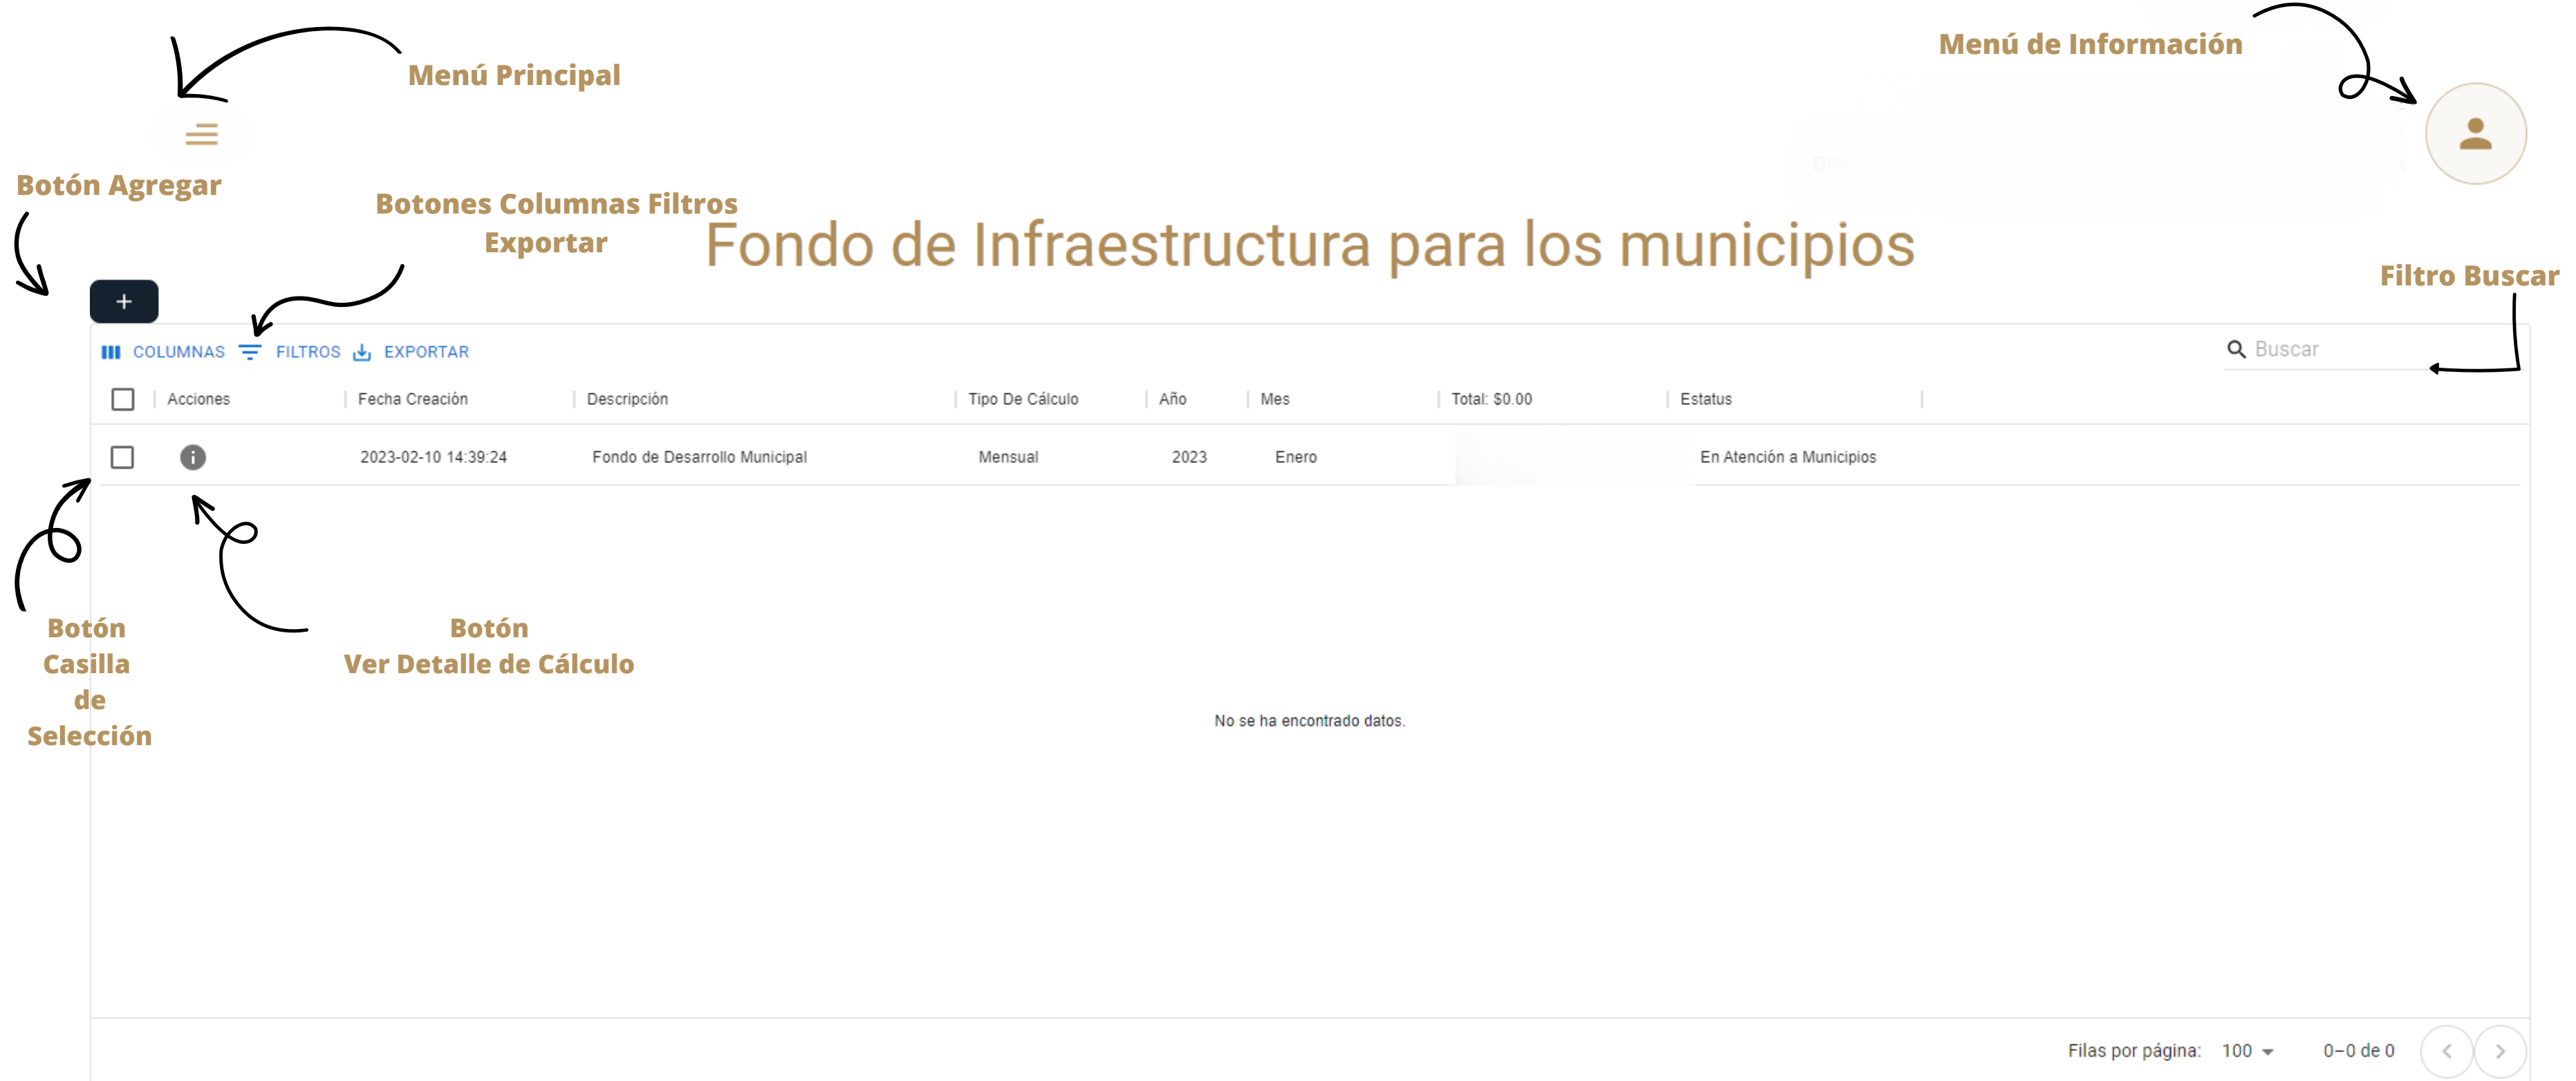 Menú Principal
Menú de Información
Botón Agregar
Botones Columnas Filtros
Exportar
Fondo de Infraestructura para los municipios
Filtro Buscar
+
COLUMNAS FILTROS EXPORTAR
Buscar
Acciones Fecha Creación Descripción Tipo De Cálculo Año Mes Total: $0.00 Estatus
2023-02-10 14:39:24 Fondo de Desarrollo Municipal Mensual 2023 Enero En Atención a Municipios
Botón
Casilla
de
Selección
Botón
Ver Detalle de Cálculo
No se ha encontrado datos.
Filas por página: 100 0–0 de 0